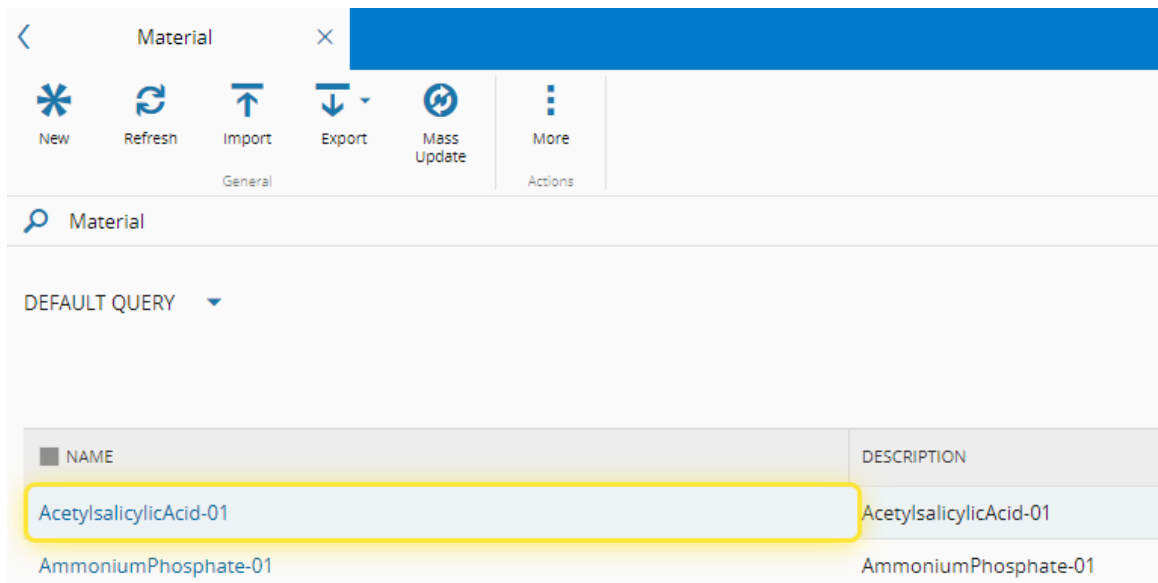 Material
New Refresh Import Export Mass Update More
General Actions
Material
DEFAULT QUERY
NAME DESCRIPTION
AcetylsalicylicAcid-01 AcetylsalicylicAcid-01
AmmoniumPhosphate-01 AmmoniumPhosphate-01